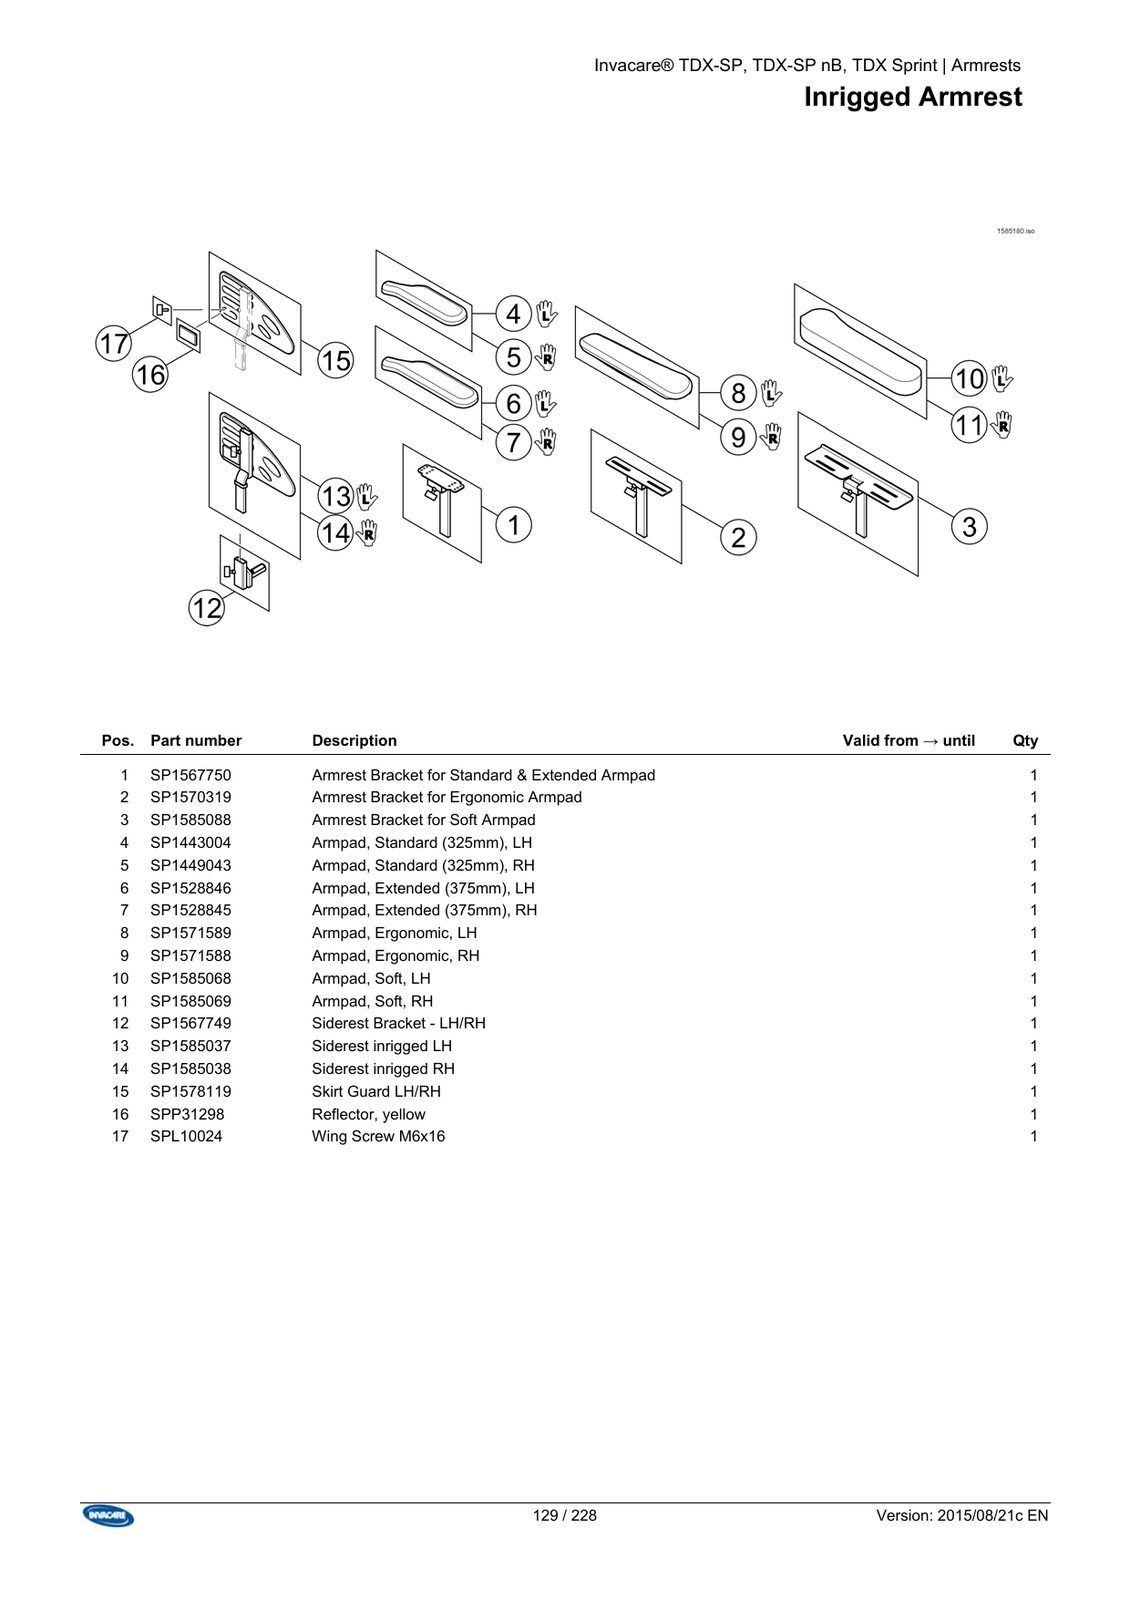 Invacare® TDX-SP, TDX-SP nB, TDX Sprint | Armrests
Inrigged Armrest
1585180.iso
17
16
15
4 L
5 R
6 L
7 R
8 L
9 R
10 L
11 R
13 L
14 R
12
1
2
3
Pos. Part number Description Valid from → until Qty
1 SP1567750 Armrest Bracket for Standard & Extended Armpad 1
2 SP1570319 Armrest Bracket for Ergonomic Armpad 1
3 SP1585088 Armrest Bracket for Soft Armpad 1
4 SP1443004 Armpad, Standard (325mm), LH 1
5 SP1449043 Armpad, Standard (325mm), RH 1
6 SP1528846 Armpad, Extended (375mm), LH 1
7 SP1528845 Armpad, Extended (375mm), RH 1
8 SP1571589 Armpad, Ergonomic, LH 1
9 SP1571588 Armpad, Ergonomic, RH 1
10 SP1585068 Armpad, Soft, LH 1
11 SP1585069 Armpad, Soft, RH 1
12 SP1567749 Siderest Bracket - LH/RH 1
13 SP1585037 Siderest inrigged LH 1
14 SP1585038 Siderest inrigged RH 1
15 SP1578119 Skirt Guard LH/RH 1
16 SPP31298 Reflector, yellow 1
17 SPL10024 Wing Screw M6x16 1
INVACARE 129 / 228 Version: 2015/08/21c EN